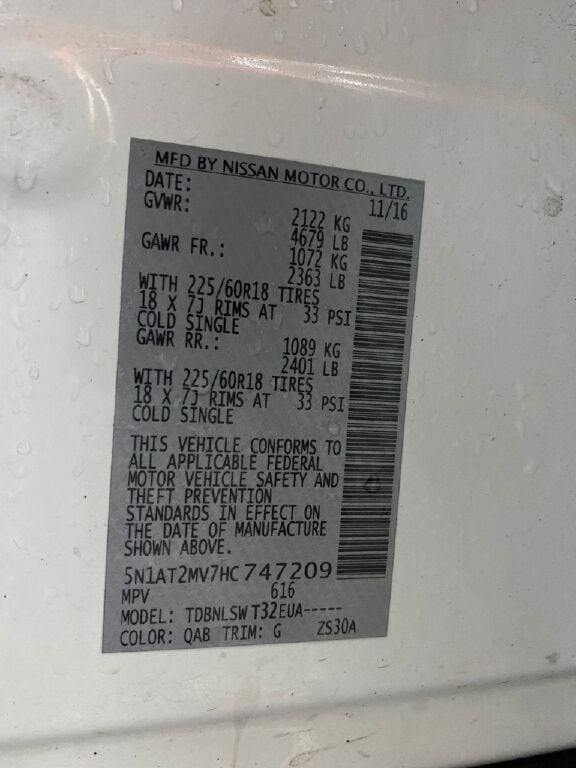 MFD BY NISSAN MOTOR CO., LTD.
DATE: 11/16
GVWR: 2122 KG
4679 LB
GAWR FR.: 1072 KG
2363 LB
WITH 225/60R18 TIRES
18 X 7J RIMS AT 33 PSI
COLD SINGLE
GAWR RR.: 1089 KG
2401 LB
WITH 225/60R18 TIRES
18 X 7J RIMS AT 33 PSI
COLD SINGLE
THIS VEHICLE CONFORMS TO
ALL APPLICABLE FEDERAL
MOTOR VEHICLE SAFETY AND
THEFT PREVENTION
STANDARDS IN EFFECT ON
THE DATE OF MANUFACTURE
SHOWN ABOVE.
5N1AT2MV7HC747209
MPV 616
MODEL: TDBNLSWT32EUA-----
COLOR: QAB TRIM: G ZS30A